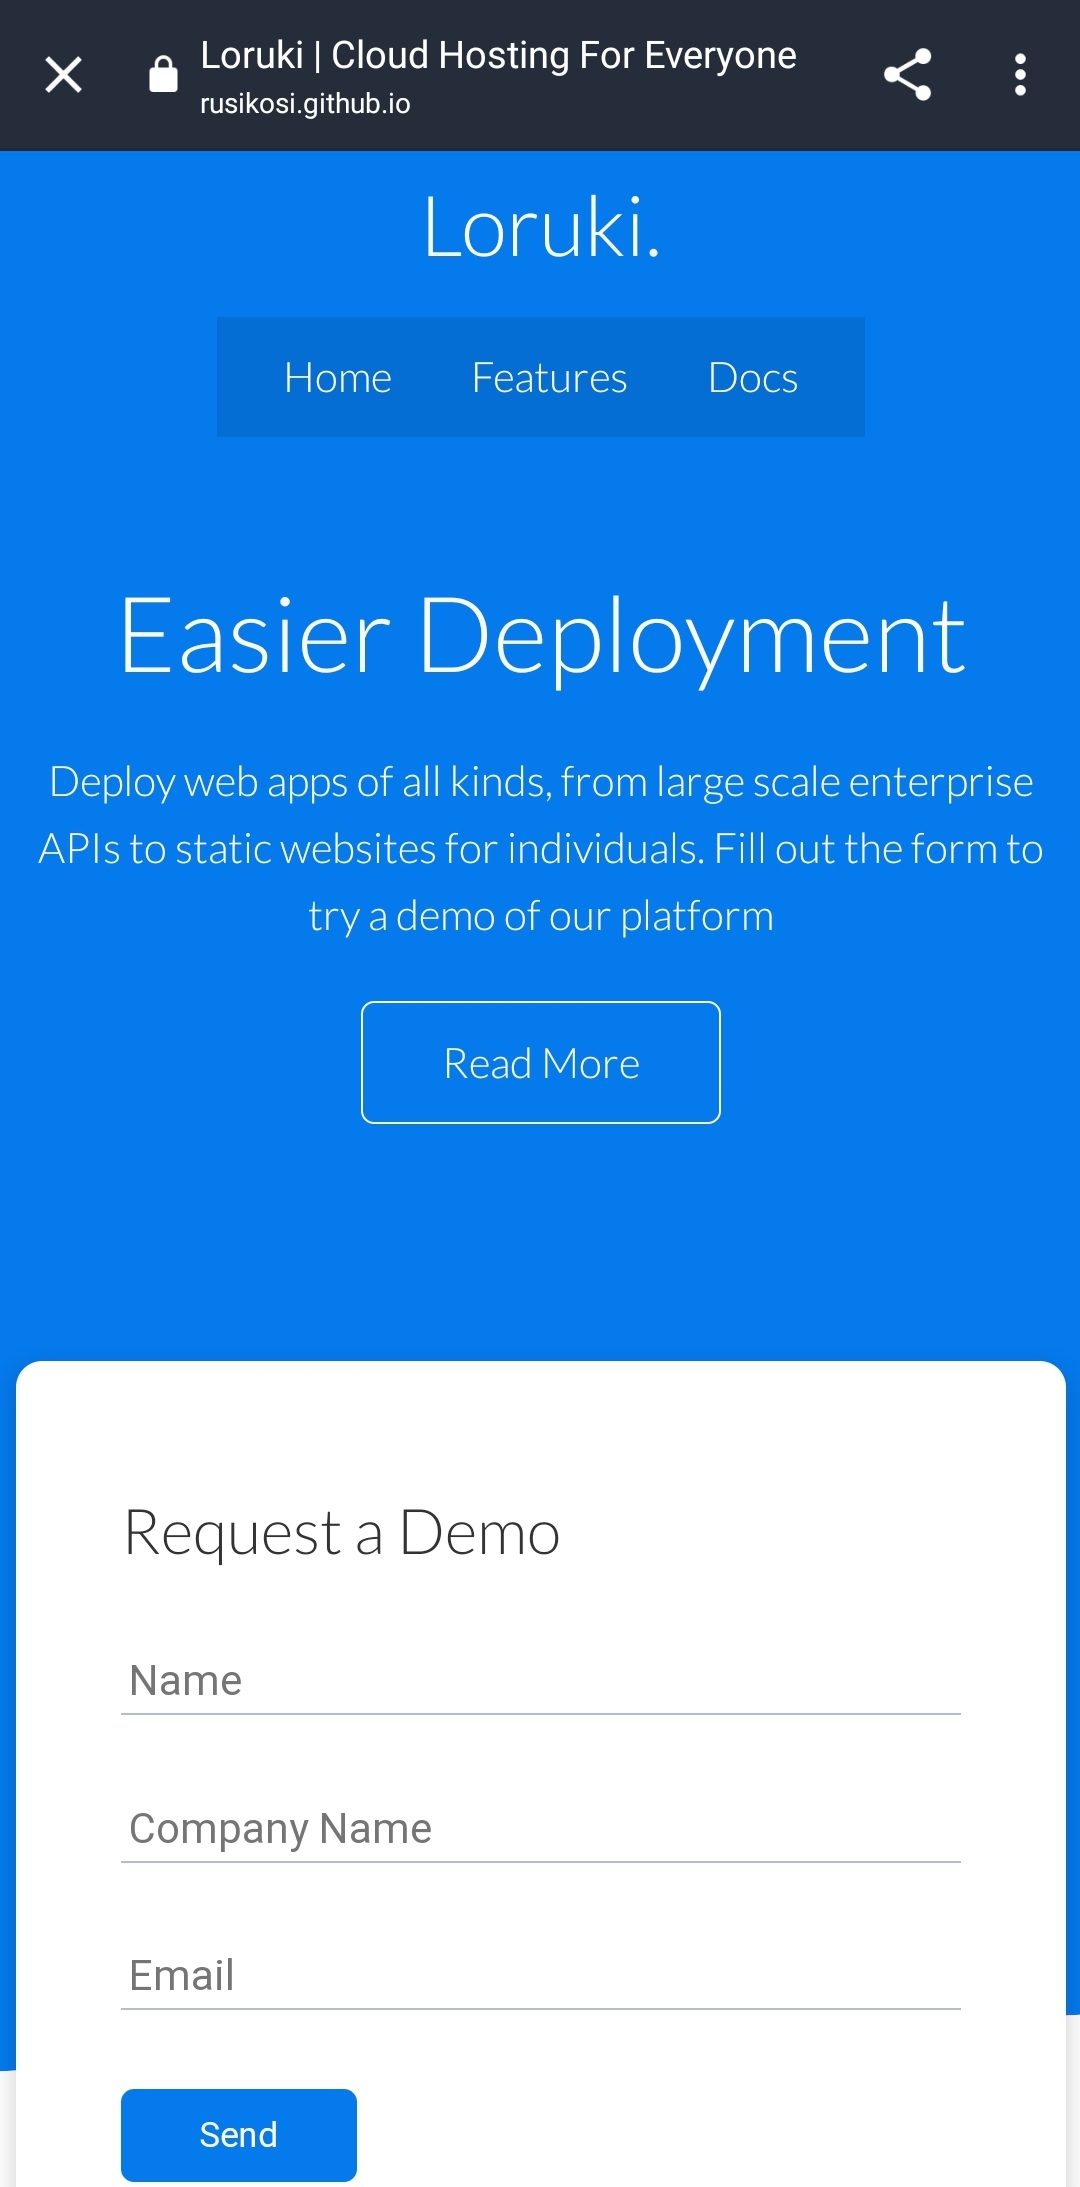 Loruki | Cloud Hosting For Everyone
rusikosi.github.io
Loruki.
Home Features Docs
Easier Deployment
Deploy web apps of all kinds, from large scale enterprise
APIs to static websites for individuals. Fill out the form to
try a demo of our platform
Read More
Request a Demo
Name
Company Name
Email
Send